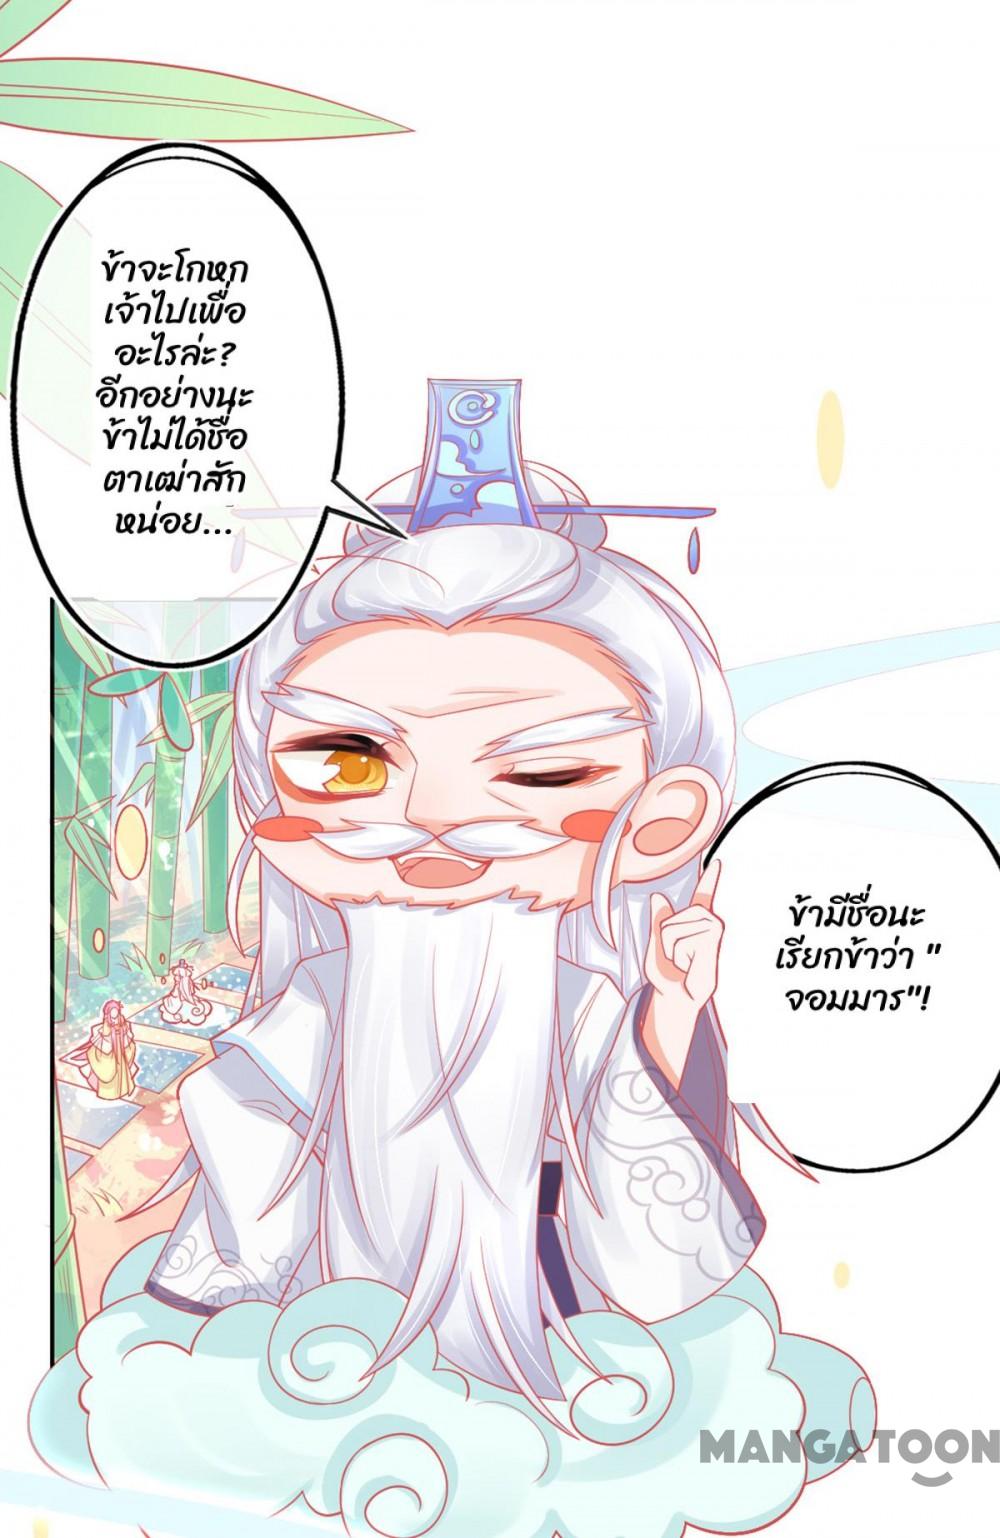 ข้าจะโกหก
เจ้าไปเพื่อ
อะไรล่ะ?
อีกอย่างนะ
ข้าไม่ได้ชื่อ
ตาเฒ่าสัก
หน่อย...
ข้ามีชื่อนะ
เรียกข้าว่า "
จอมมาร"!
MANGATOON